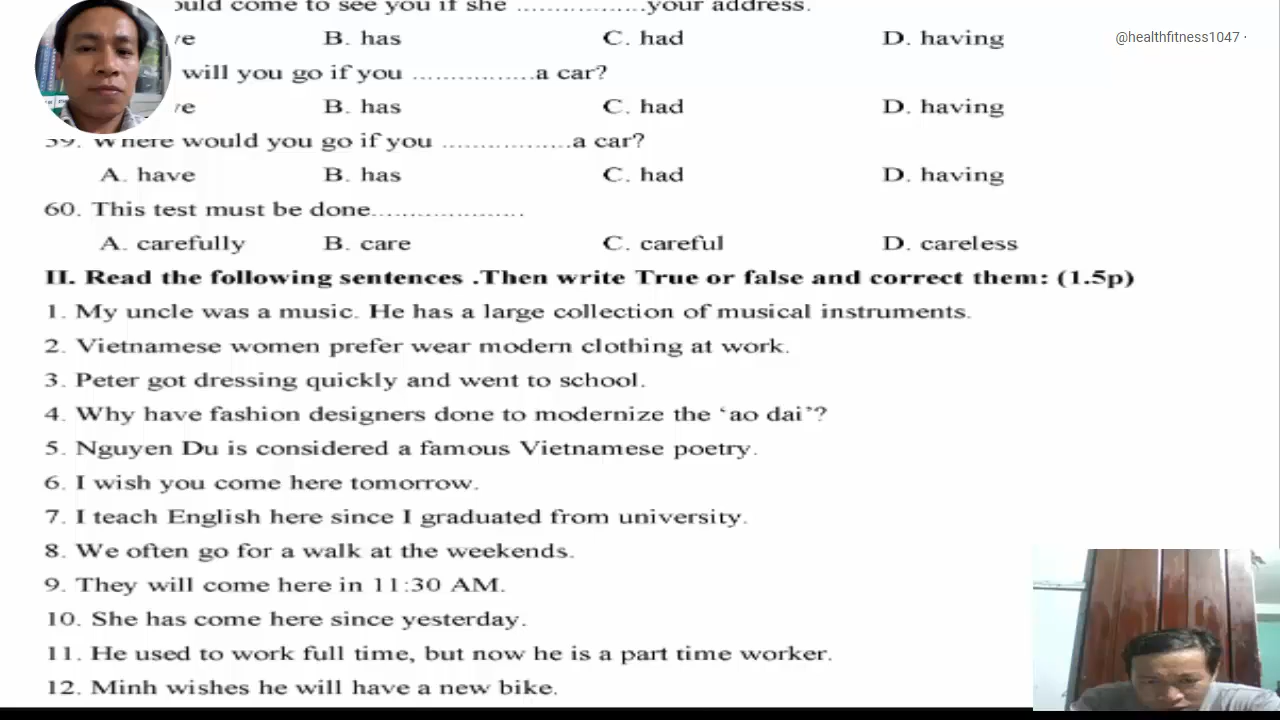 ould come to see you if she .................your address.
ve B. has C. had D. having
@healthfitness1047 ·
will you go if you ................a car?
ve B. has C. had D. having
59. Where would you go if you .................a car?
A. have B. has C. had D. having
60. This test must be done....................
A. carefully B. care C. careful D. careless
II. Read the following sentences .Then write True or false and correct them: (1.5p)
1. My uncle was a music. He has a large collection of musical instruments.
2. Vietnamese women prefer wear modern clothing at work.
3. Peter got dressing quickly and went to school.
4. Why have fashion designers done to modernize the ‘ao dai’?
5. Nguyen Du is considered a famous Vietnamese poetry.
6. I wish you come here tomorrow.
7. I teach English here since I graduated from university.
8. We often go for a walk at the weekends.
9. They will come here in 11:30 AM.
10. She has come here since yesterday.
11. He used to work full time, but now he is a part time worker.
12. Minh wishes he will have a new bike.